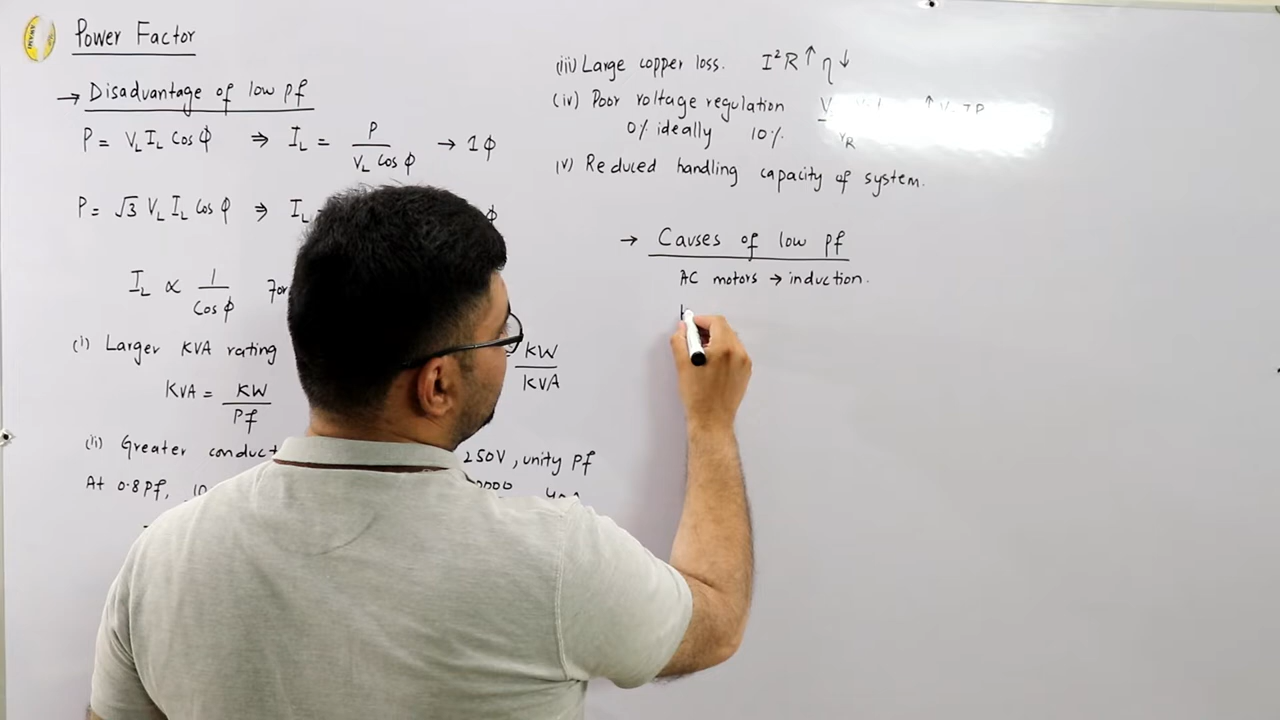 AWANI
Power Factor
→ Disadvantage of low pf
P = V_L I_L Cos ϕ ⇒ I_L = P / V_L Cos ϕ → 1ϕ
P = √3 V_L I_L Cos ϕ ⇒ I_L ϕ
I_L ∝ 1 / Cos ϕ For
(i) Larger KVA rating KW / KVA
KVA = KW / Pf
(ii) Greater conduct 250V, unity Pf
At 0.8 Pf, 10
(iii) Large copper loss. I²R ↑ η ↓
(iv) Poor voltage regulation
0% ideally 10%. V_R
(v) Reduced handling capacity of system.
→ Causes of low pf
AC motors → induction.